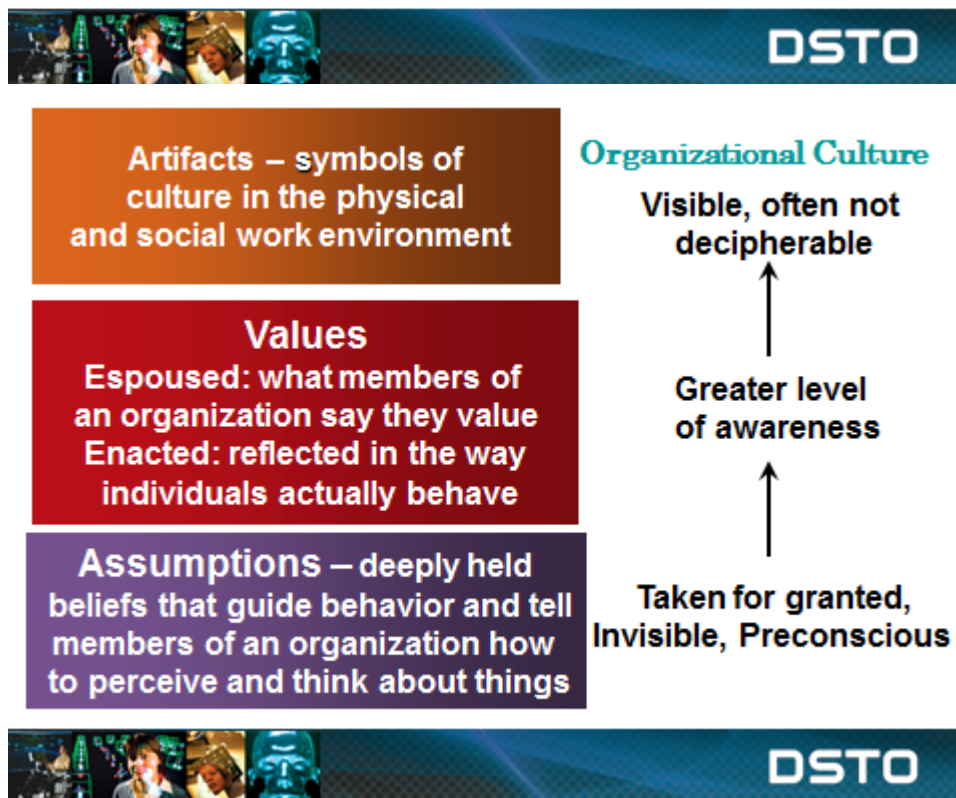 DSTO
Artifacts – symbols of
culture in the physical
and social work environment
Organizational Culture
Visible, often not
decipherable
Values
Espoused: what members of
an organization say they value
Enacted: reflected in the way
individuals actually behave
Greater level
of awareness
Assumptions – deeply held
beliefs that guide behavior and tell
members of an organization how
to perceive and think about things
Taken for granted,
Invisible, Preconscious
DSTO